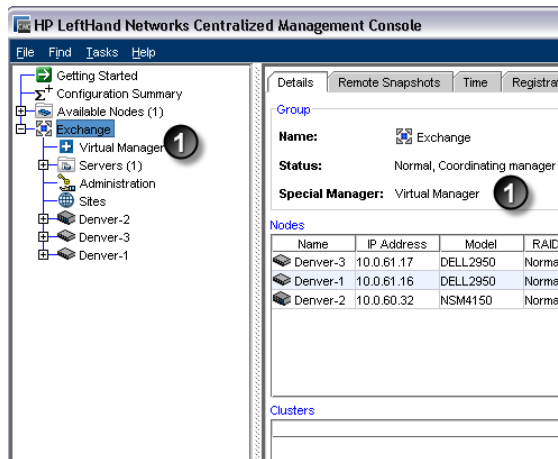 HP LeftHand Networks Centralized Management Console
File Find Tasks Help
Getting Started
Configuration Summary
Available Nodes (1)
Exchange
Virtual Manager
1
Servers (1)
Administration
Sites
Denver-2
Denver-3
Denver-1
Details Remote Snapshots Time Registra
Group
Name: Exchange
Status: Normal, Coordinating manager
Special Manager: Virtual Manager 1
Nodes
Name IP Address Model RAID
Denver-3 10.0.61.17 DELL2950 Norma
Denver-1 10.0.61.16 DELL2950 Norma
Denver-2 10.0.60.32 NSM4150 Norma
Clusters